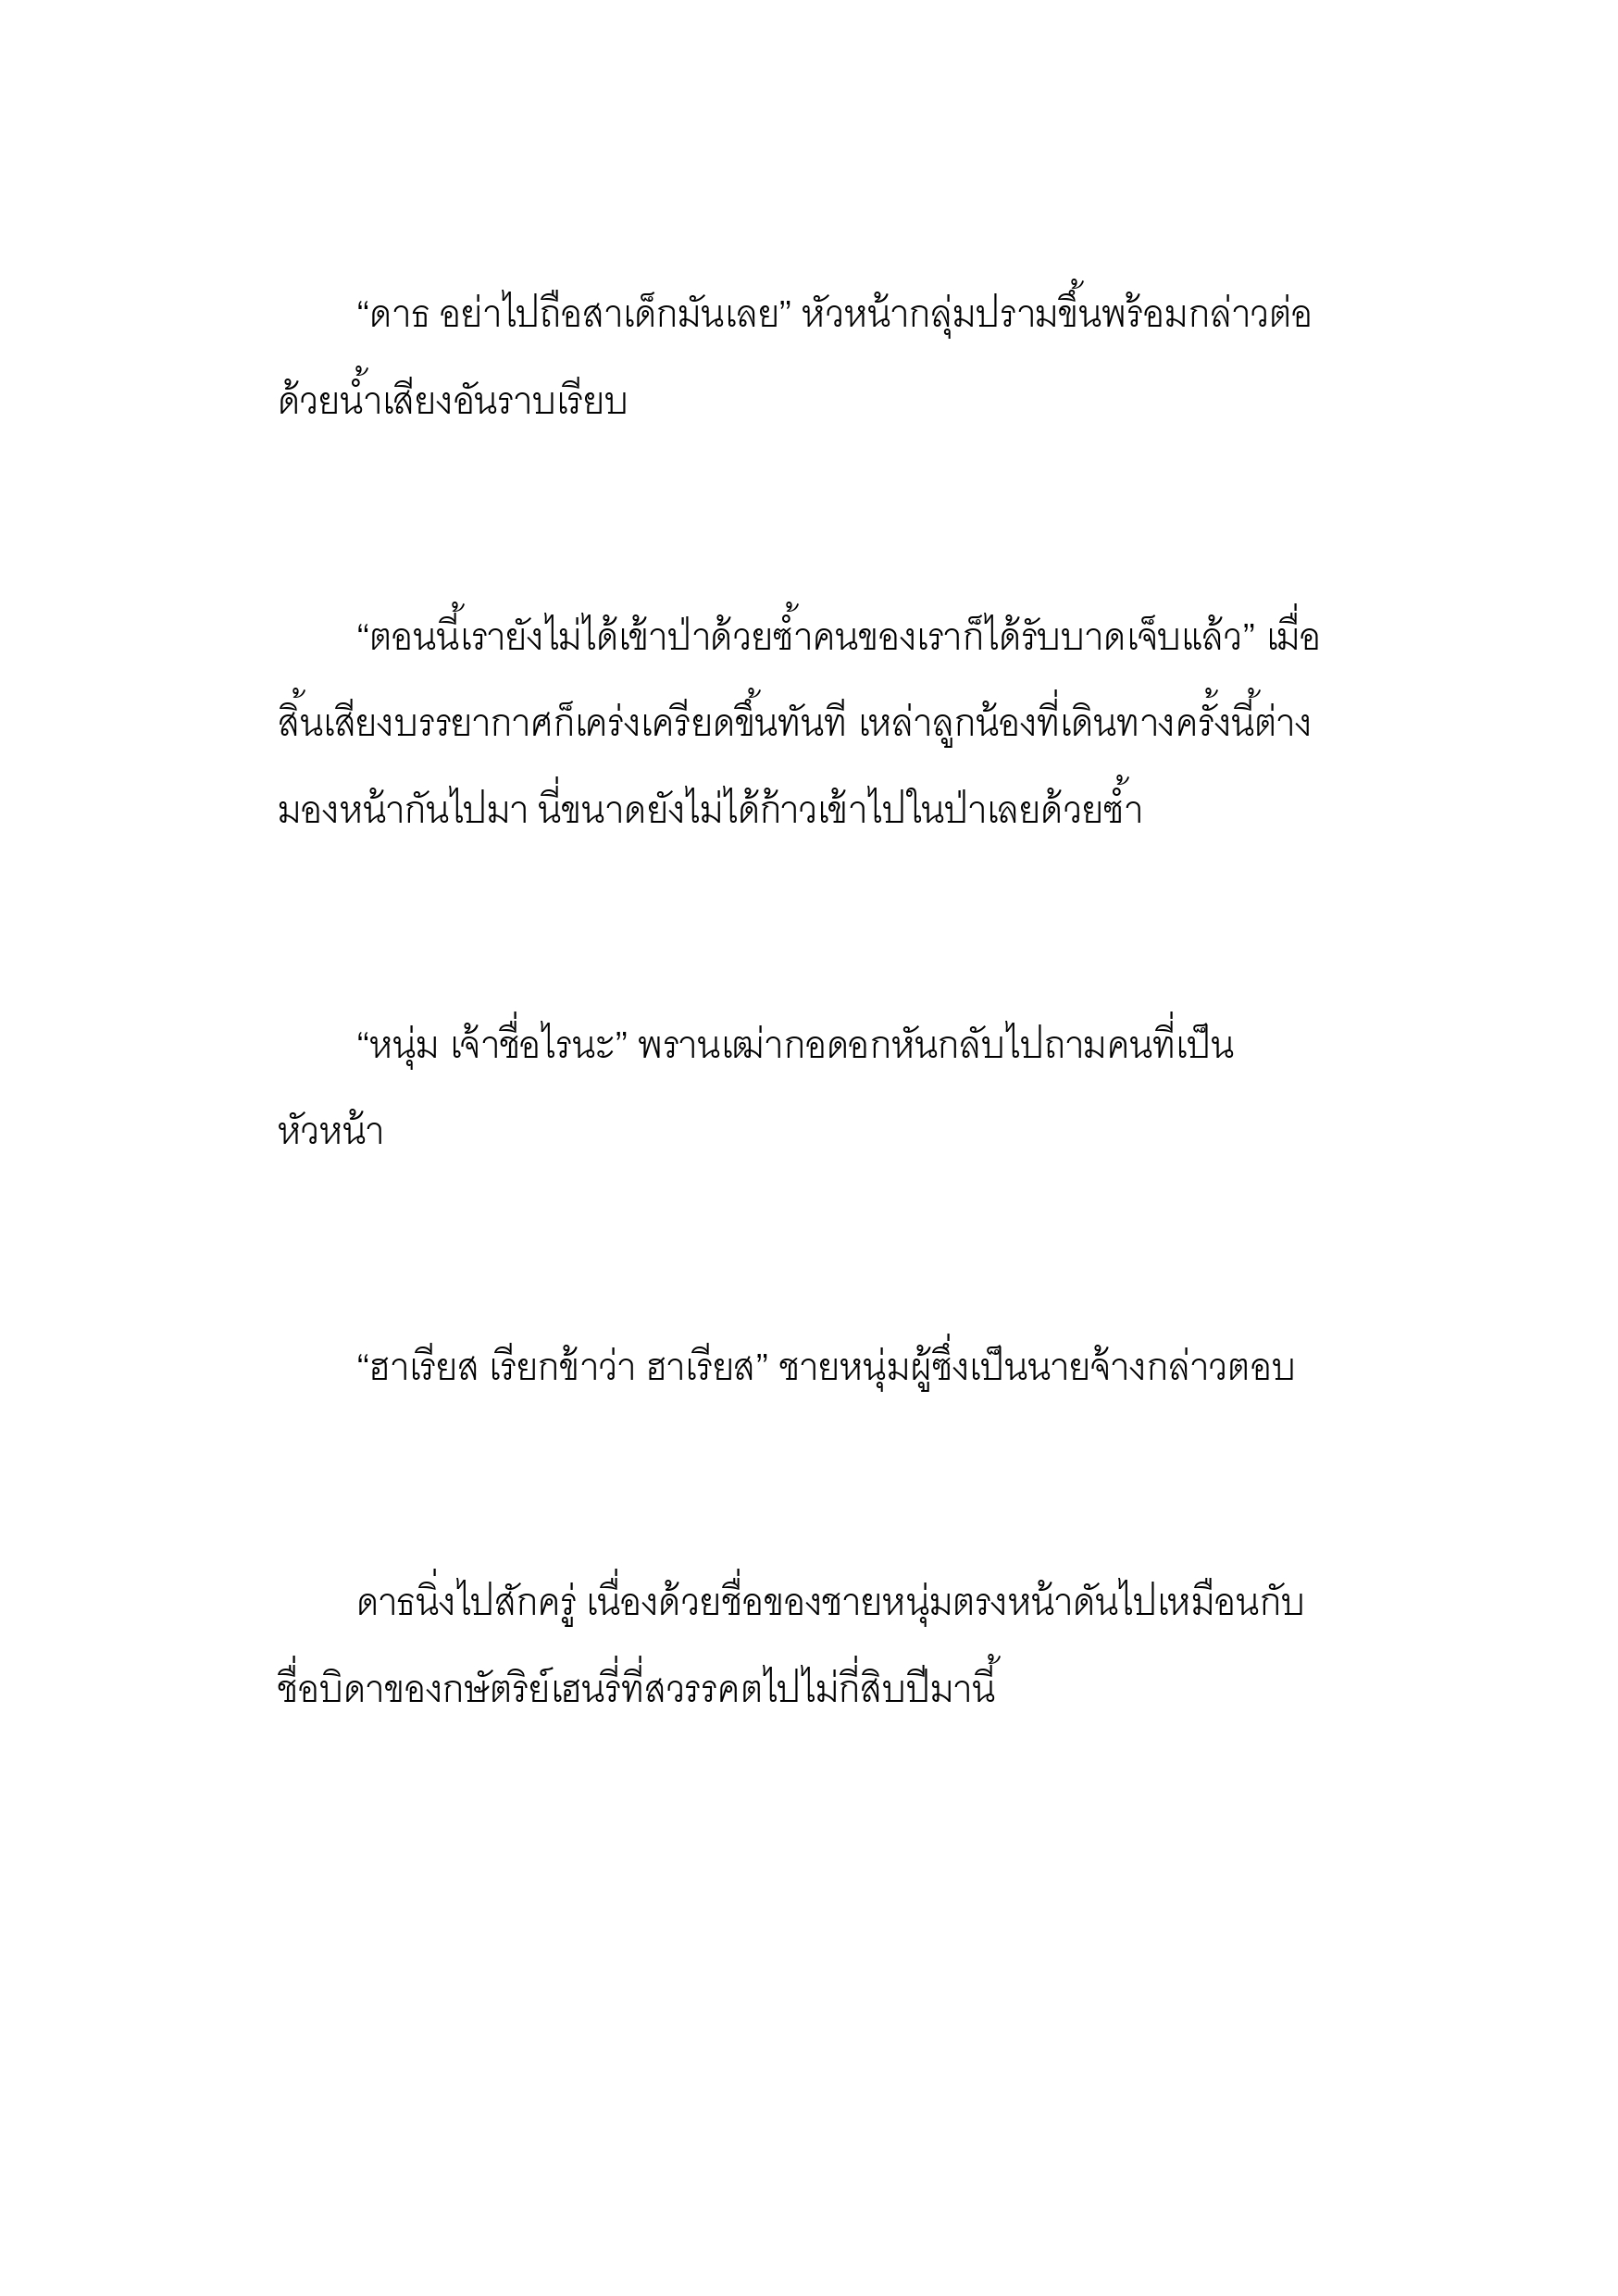 “ดาธ อย่าไปถือสาเด็กมันเลย” หัวหน้ากลุ่มปรามขึ้นพร้อมกล่าวต่อ
ด้วยน้ำเสียงอันราบเรียบ
“ตอนนี้เรายังไม่ได้เข้าป่าด้วยซ้ำคนของเราก็ได้รับบาดเจ็บแล้ว” เมื่อ
สิ้นเสียงบรรยากาศก็เคร่งเครียดขึ้นทันที เหล่าลูกน้องที่เดินทางครั้งนี้ต่าง
มองหน้ากันไปมา นี่ขนาดยังไม่ได้ก้าวเข้าไปในป่าเลยด้วยซ้ำ
“หนุ่ม เจ้าชื่อไรนะ” พรานเฒ่ากอดอกหันกลับไปถามคนที่เป็น
หัวหน้า
“ฮาเรียส เรียกข้าว่า ฮาเรียส” ชายหนุ่มผู้ซึ่งเป็นนายจ้างกล่าวตอบ
ดาธนิ่งไปสักครู่ เนื่องด้วยชื่อของชายหนุ่มตรงหน้าดันไปเหมือนกับ
ชื่อบิดาของกษัตริย์เฮนรี่ที่สวรรคตไปไม่กี่สิบปีมานี้